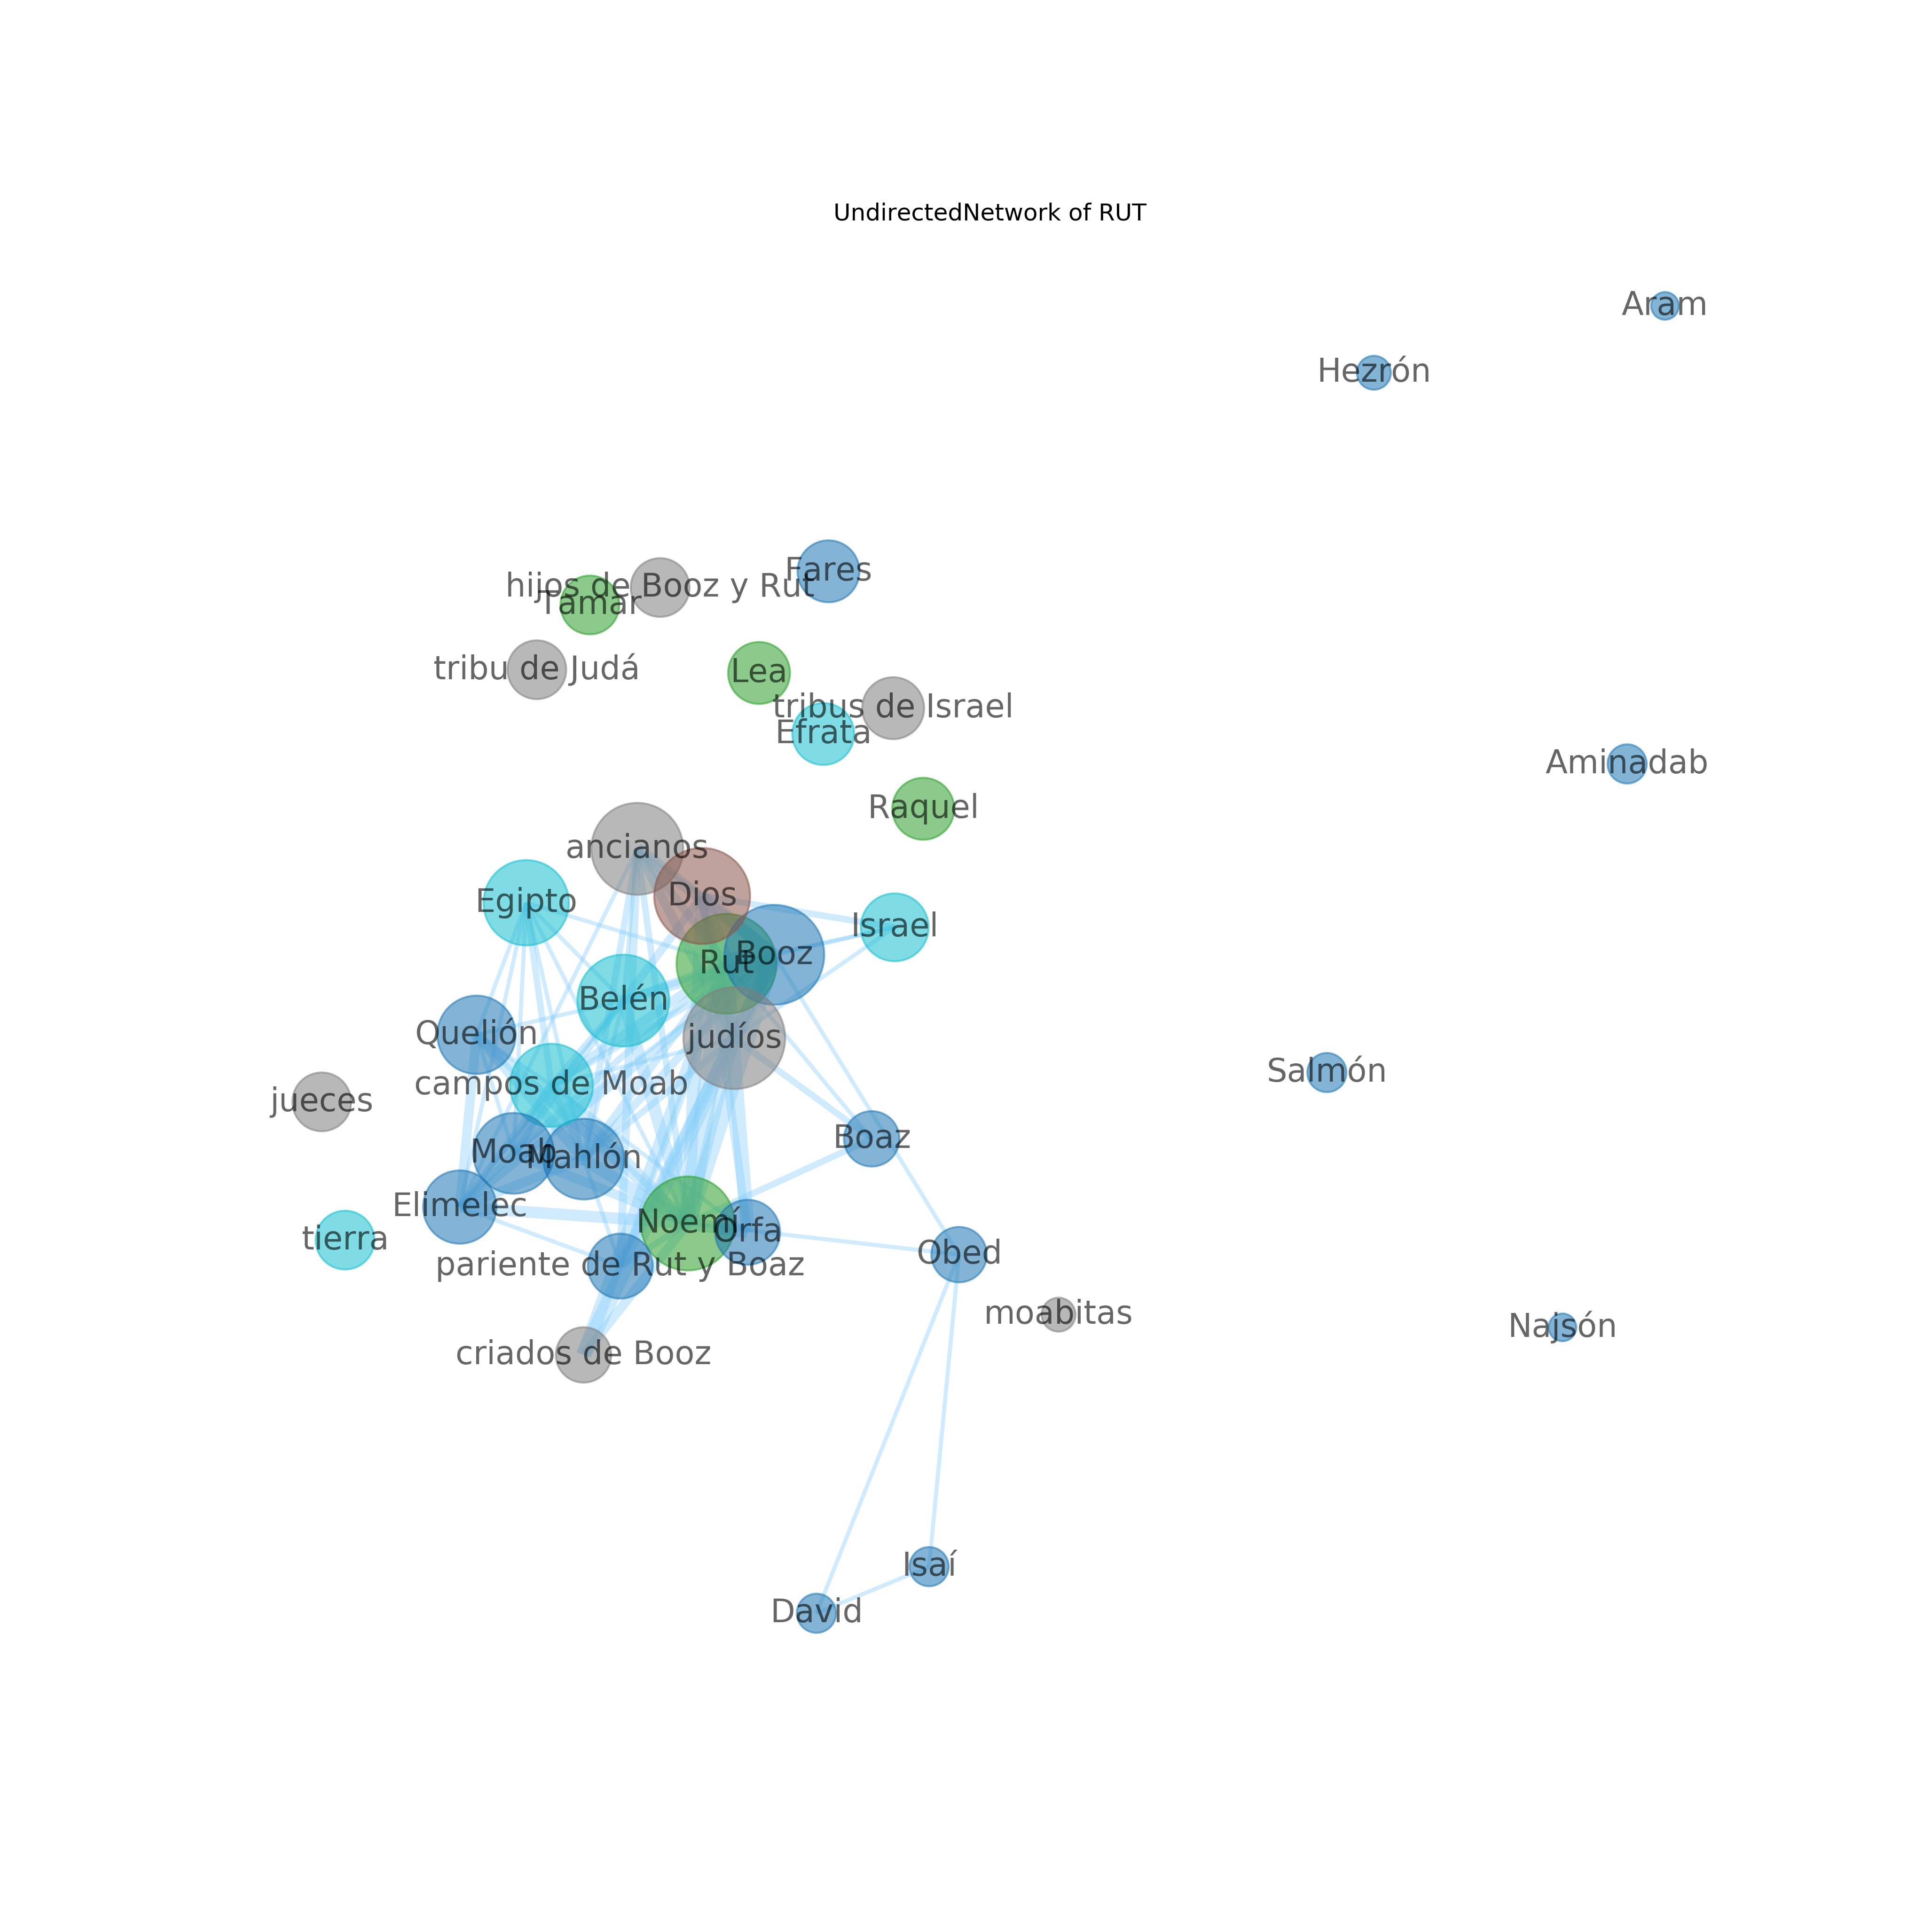 UndirectedNetwork of RUT
Aram
Hezrón
Fares
hijos de Booz y Rut
Tamar
tribu de Judá
Lea
tribus de Israel
Efrata
Aminadab
Raquel
ancianos
Dios
Egipto
Israel
Booz
Rut
Belén
Quelión
judíos
Salmón
campos de Moab
jueces
Boaz
Moab
Mahlón
Elimelec
Noemí
Orfa
tierra
Obed
pariente de Rut y Boaz
moabitas
Najsón
criados de Booz
Isaí
David